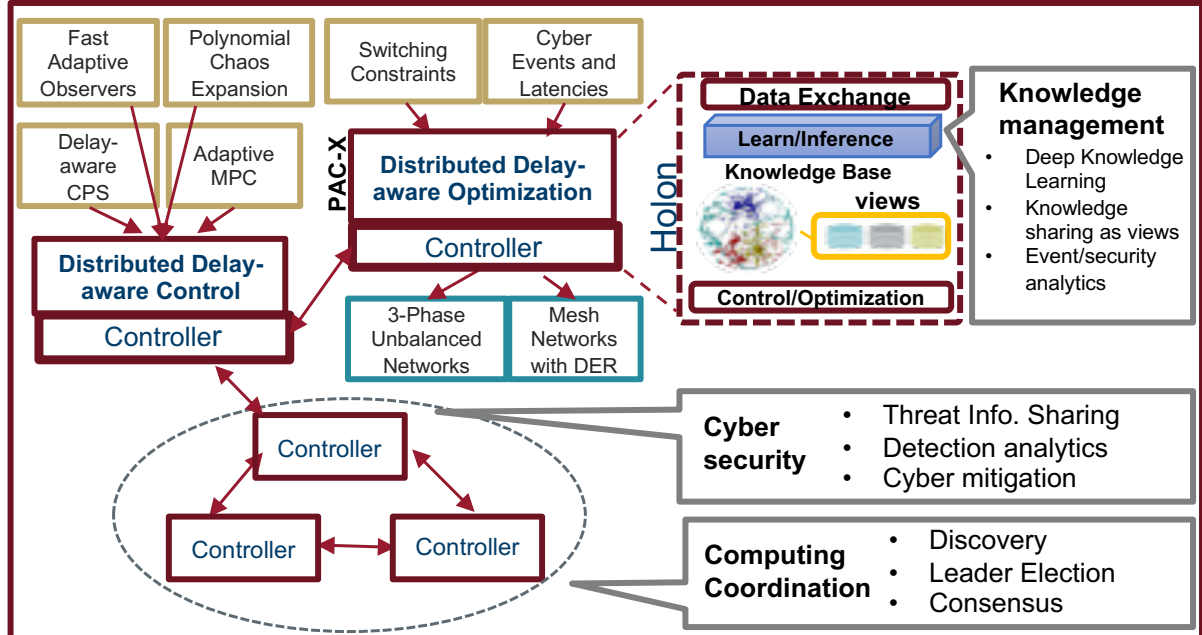 Fast
Adaptive
Observers
Polynomial
Chaos
Expansion
Switching
Constraints
Cyber
Events and
Latencies
Delay-
aware
CPS
Adaptive
MPC
PAC-X
Distributed Delay-
aware Optimization
Controller
Distributed Delay-
aware Control
Controller
3-Phase
Unbalanced
Networks
Mesh
Networks
with DER
Holon
Data Exchange
Learn/Inference
Knowledge Base
views
Control/Optimization
Knowledge
management
• Deep Knowledge
Learning
• Knowledge
sharing as views
• Event/security
analytics
Controller
Controller
Controller
Cyber
security
• Threat Info. Sharing
• Detection analytics
• Cyber mitigation
Computing
Coordination
• Discovery
• Leader Election
• Consensus